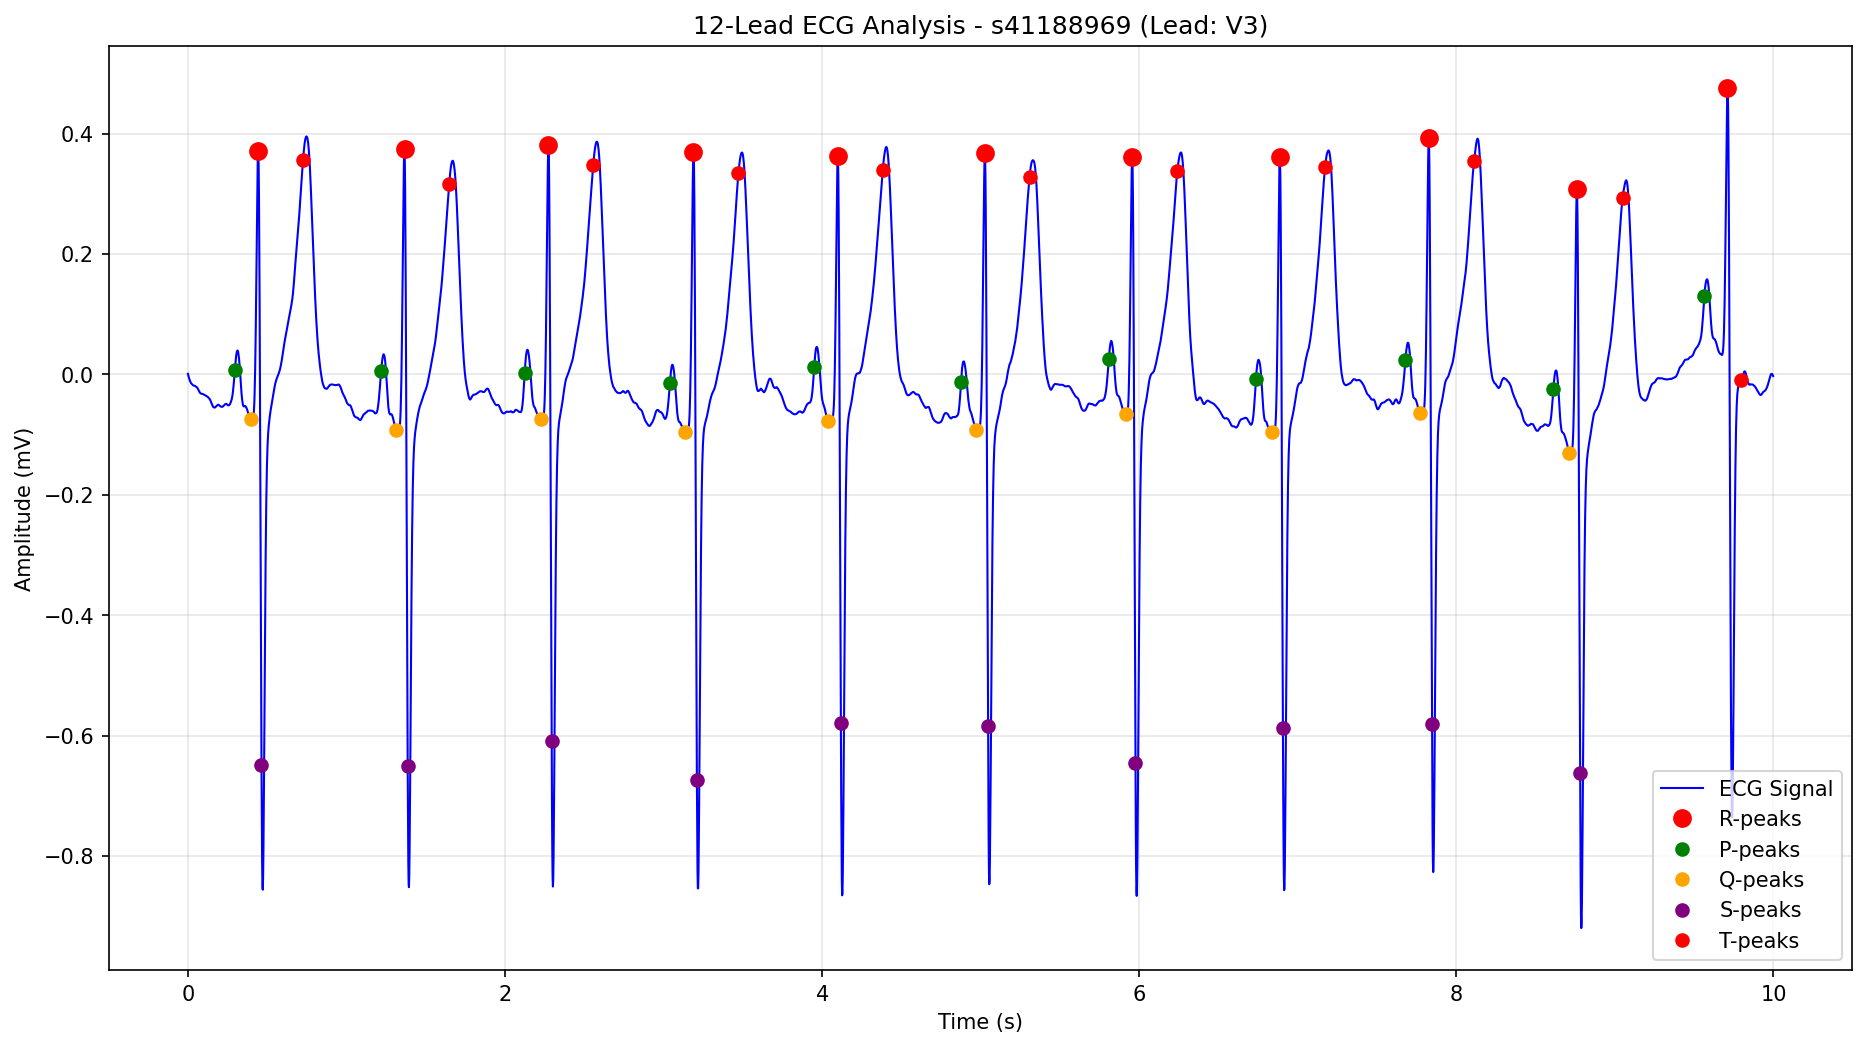 12-Lead ECG Analysis - s41188969 (Lead: V3)
Amplitude (mV)
0.4
0.2
0.0
−0.2
−0.4
−0.6
−0.8
0 2 4 6 8 10
Time (s)
ECG Signal
R-peaks
P-peaks
Q-peaks
S-peaks
T-peaks